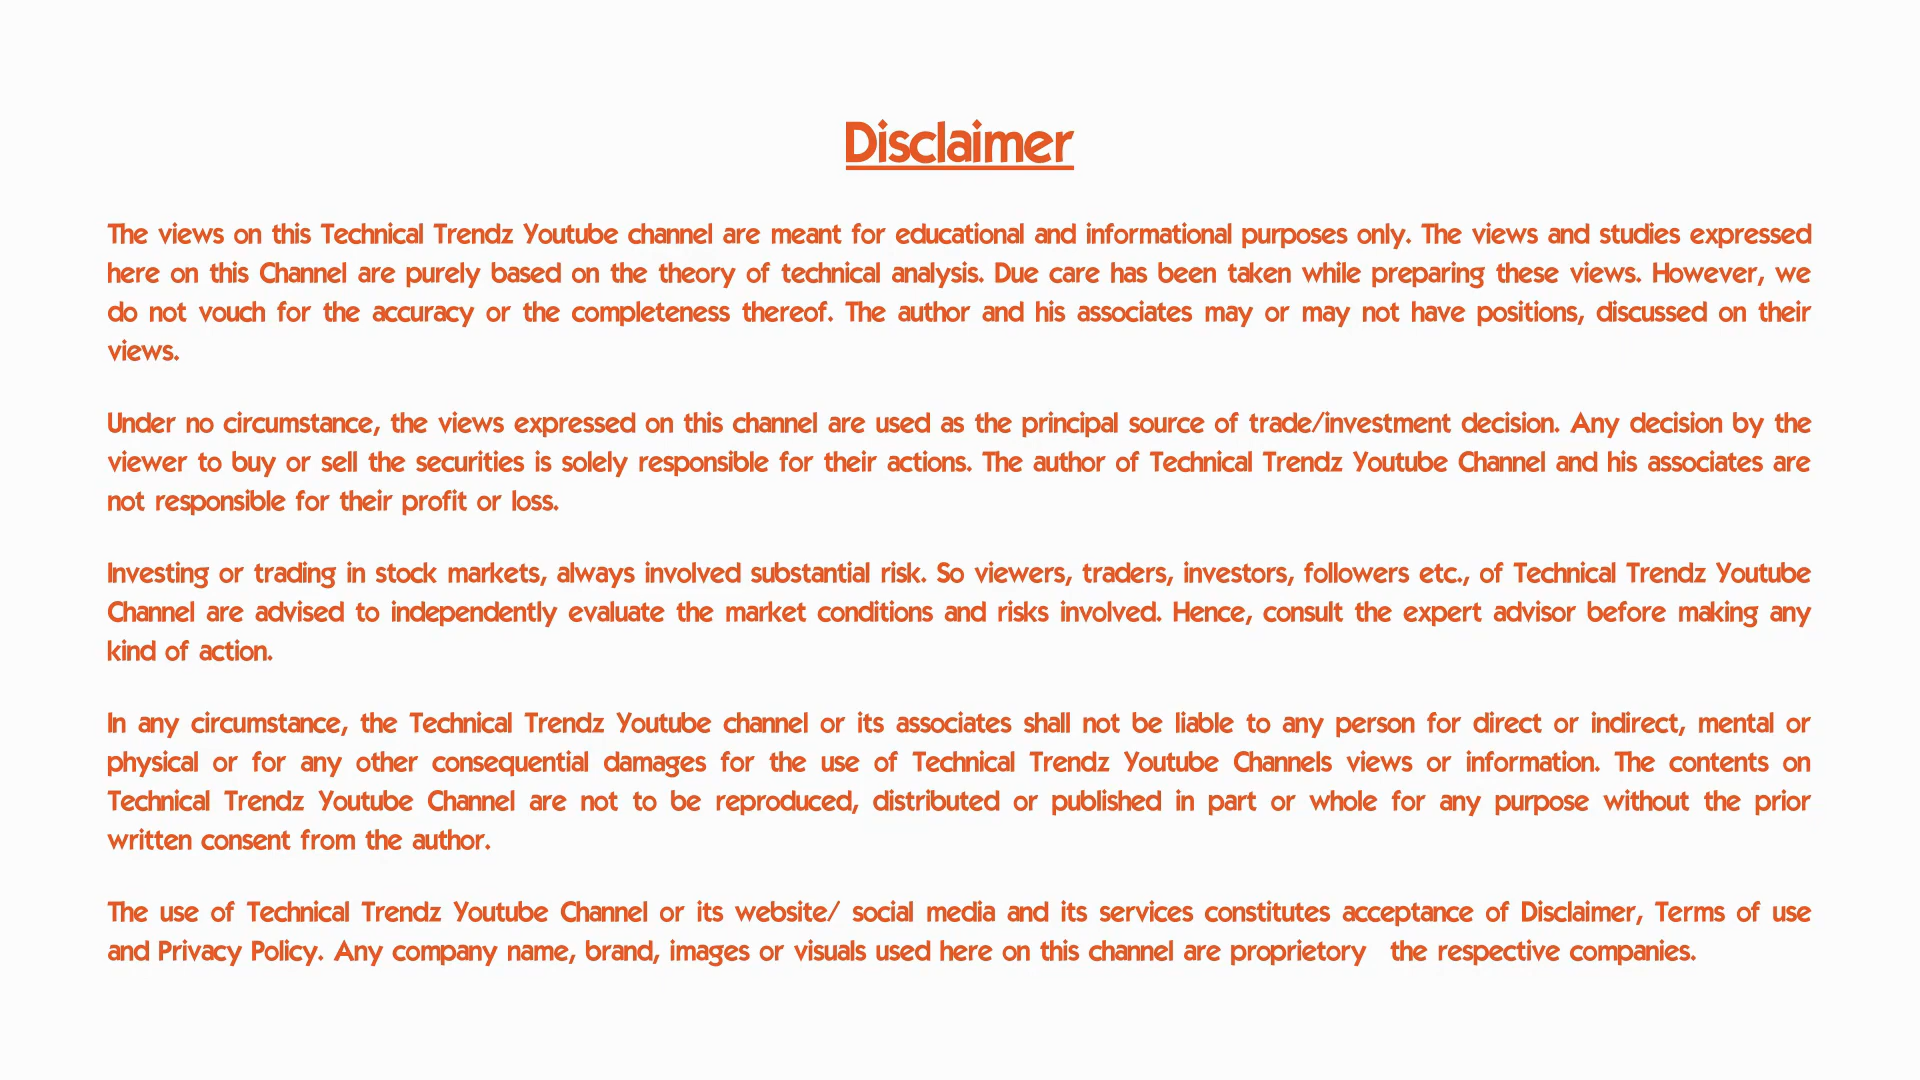 Disclaimer
The views on this Technical Trendz Youtube channel are meant for educational and informational purposes only. The views and studies expressed
here on this Channel are purely based on the theory of technical analysis. Due care has been taken while preparing these views. However, we
do not vouch for the accuracy or the completeness thereof. The author and his associates may or may not have positions, discussed on their
views.
Under no circumstance, the views expressed on this channel are used as the principal source of trade/investment decision. Any decision by the
viewer to buy or sell the securities is solely responsible for their actions. The author of Technical Trendz Youtube Channel and his associates are
not responsible for their profit or loss.
Investing or trading in stock markets, always involved substantial risk. So viewers, traders, investors, followers etc., of Technical Trendz Youtube
Channel are advised to independently evaluate the market conditions and risks involved. Hence, consult the expert advisor before making any
kind of action.
In any circumstance, the Technical Trendz Youtube channel or its associates shall not be liable to any person for direct or indirect, mental or
physical or for any other consequential damages for the use of Technical Trendz Youtube Channels views or information. The contents on
Technical Trendz Youtube Channel are not to be reproduced, distributed or published in part or whole for any purpose without the prior
written consent from the author.
The use of Technical Trendz Youtube Channel or its website/ social media and its services constitutes acceptance of Disclaimer, Terms of use
and Privacy Policy. Any company name, brand, images or visuals used here on this channel are proprietory the respective companies.